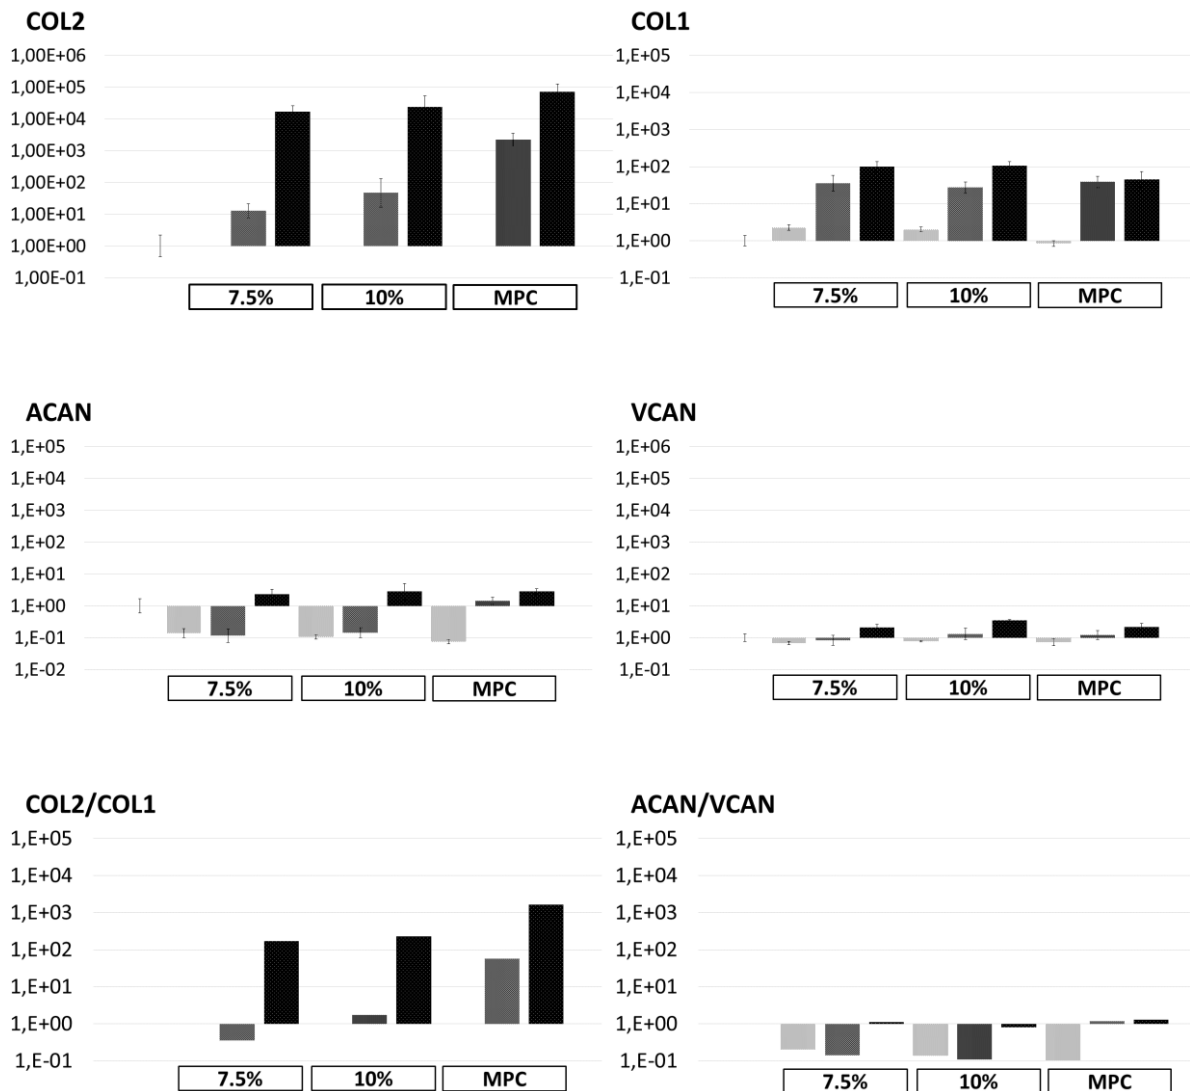 COL2
1,00E+06
1,00E+05
1,00E+04
1,00E+03
1,00E+02
1,00E+01
1,00E+00
1,00E-01
7.5% 10% MPC
COL1
1,E+05
1,E+04
1,E+03
1,E+02
1,E+01
1,E+00
1,E-01
7.5% 10% MPC
ACAN
1,E+05
1,E+04
1,E+03
1,E+02
1,E+01
1,E+00
1,E-01
1,E-02
7.5% 10% MPC
VCAN
1,E+06
1,E+05
1,E+04
1,E+03
1,E+02
1,E+01
1,E+00
1,E-01
7.5% 10% MPC
COL2/COL1
1,E+05
1,E+04
1,E+03
1,E+02
1,E+01
1,E+00
1,E-01
7.5% 10% MPC
ACAN/VCAN
1,E+05
1,E+04
1,E+03
1,E+02
1,E+01
1,E+00
1,E-01
7.5% 10% MPC